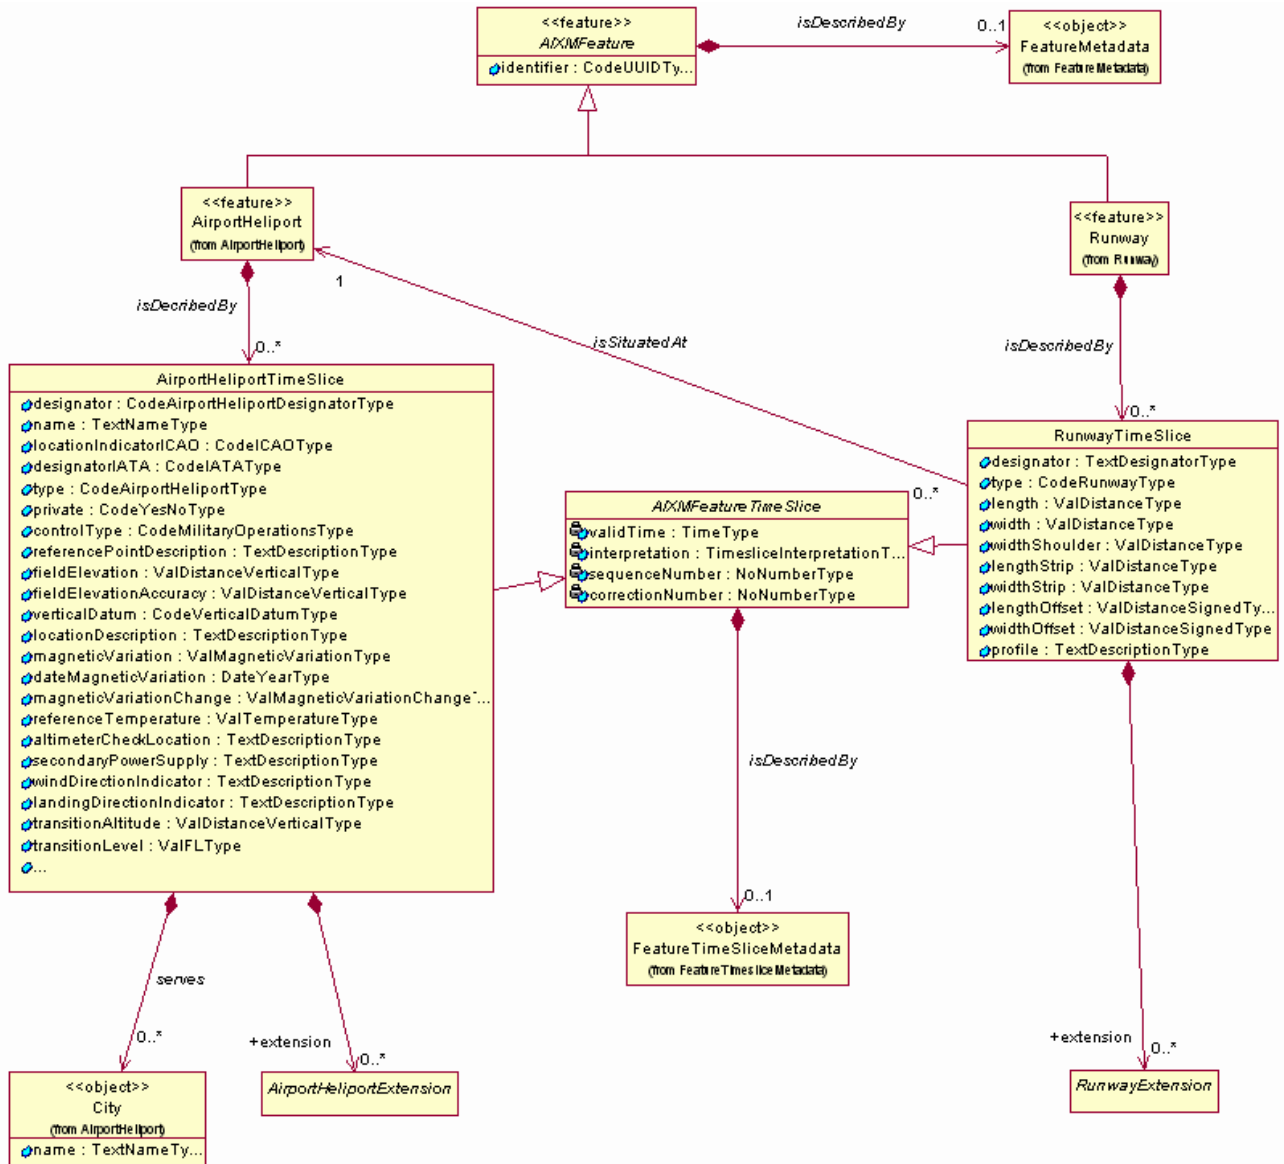 <<feature>>
AIXMFeature
identifier : CodeUUIDTy...
isDescribedBy
0..1
<<object>>
FeatureMetadata
(from FeatureMetadata)
<<feature>>
AirportHeliport
(from AirportHeliport)
<<feature>>
Runway
(from Runway)
1
isDecribedBy
0..*
isSituatedAt
isDescribedBy
0..*
AirportHeliportTimeSlice
designator : CodeAirportHeliportDesignatorType
name : TextNameType
locationIndicatorICAO : CodeICAOType
designatorIATA : CodeIATAType
type : CodeAirportHeliportType
private : CodeYesNoType
controlType : CodeMilitaryOperationsType
referencePointDescription : TextDescriptionType
fieldElevation : ValDistanceVerticalType
fieldElevationAccuracy : ValDistanceVerticalType
verticalDatum : CodeVerticalDatumType
locationDescription : TextDescriptionType
magneticVariation : ValMagneticVariationType
dateMagneticVariation : DateYearType
magneticVariationChange : ValMagneticVariationChange...
referenceTemperature : ValTemperatureType
altimeterCheckLocation : TextDescriptionType
secondaryPowerSupply : TextDescriptionType
windDirectionIndicator : TextDescriptionType
landingDirectionIndicator : TextDescriptionType
transitionAltitude : ValDistanceVerticalType
transitionLevel : ValFLType
...
AIXMFeatureTimeSlice
validTime : TimeType
interpretation : TimesliceInterpretationT...
sequenceNumber : NoNumberType
correctionNumber : NoNumberType
0..*
RunwayTimeSlice
designator : TextDesignatorType
type : CodeRunwayType
length : ValDistanceType
width : ValDistanceType
widthShoulder : ValDistanceType
lengthStrip : ValDistanceType
widthStrip : ValDistanceType
lengthOffset : ValDistanceSignedTy...
widthOffset : ValDistanceSignedType
profile : TextDescriptionType
isDescribedBy
0..1
<<object>>
FeatureTimeSliceMetadata
(from FeatureTimesliceMetadata)
serves
0..*
+extension
0..*
+extension
0..*
<<object>>
City
(from AirportHeliport)
name : TextNameTy...
AirportHeliportExtension
RunwayExtension